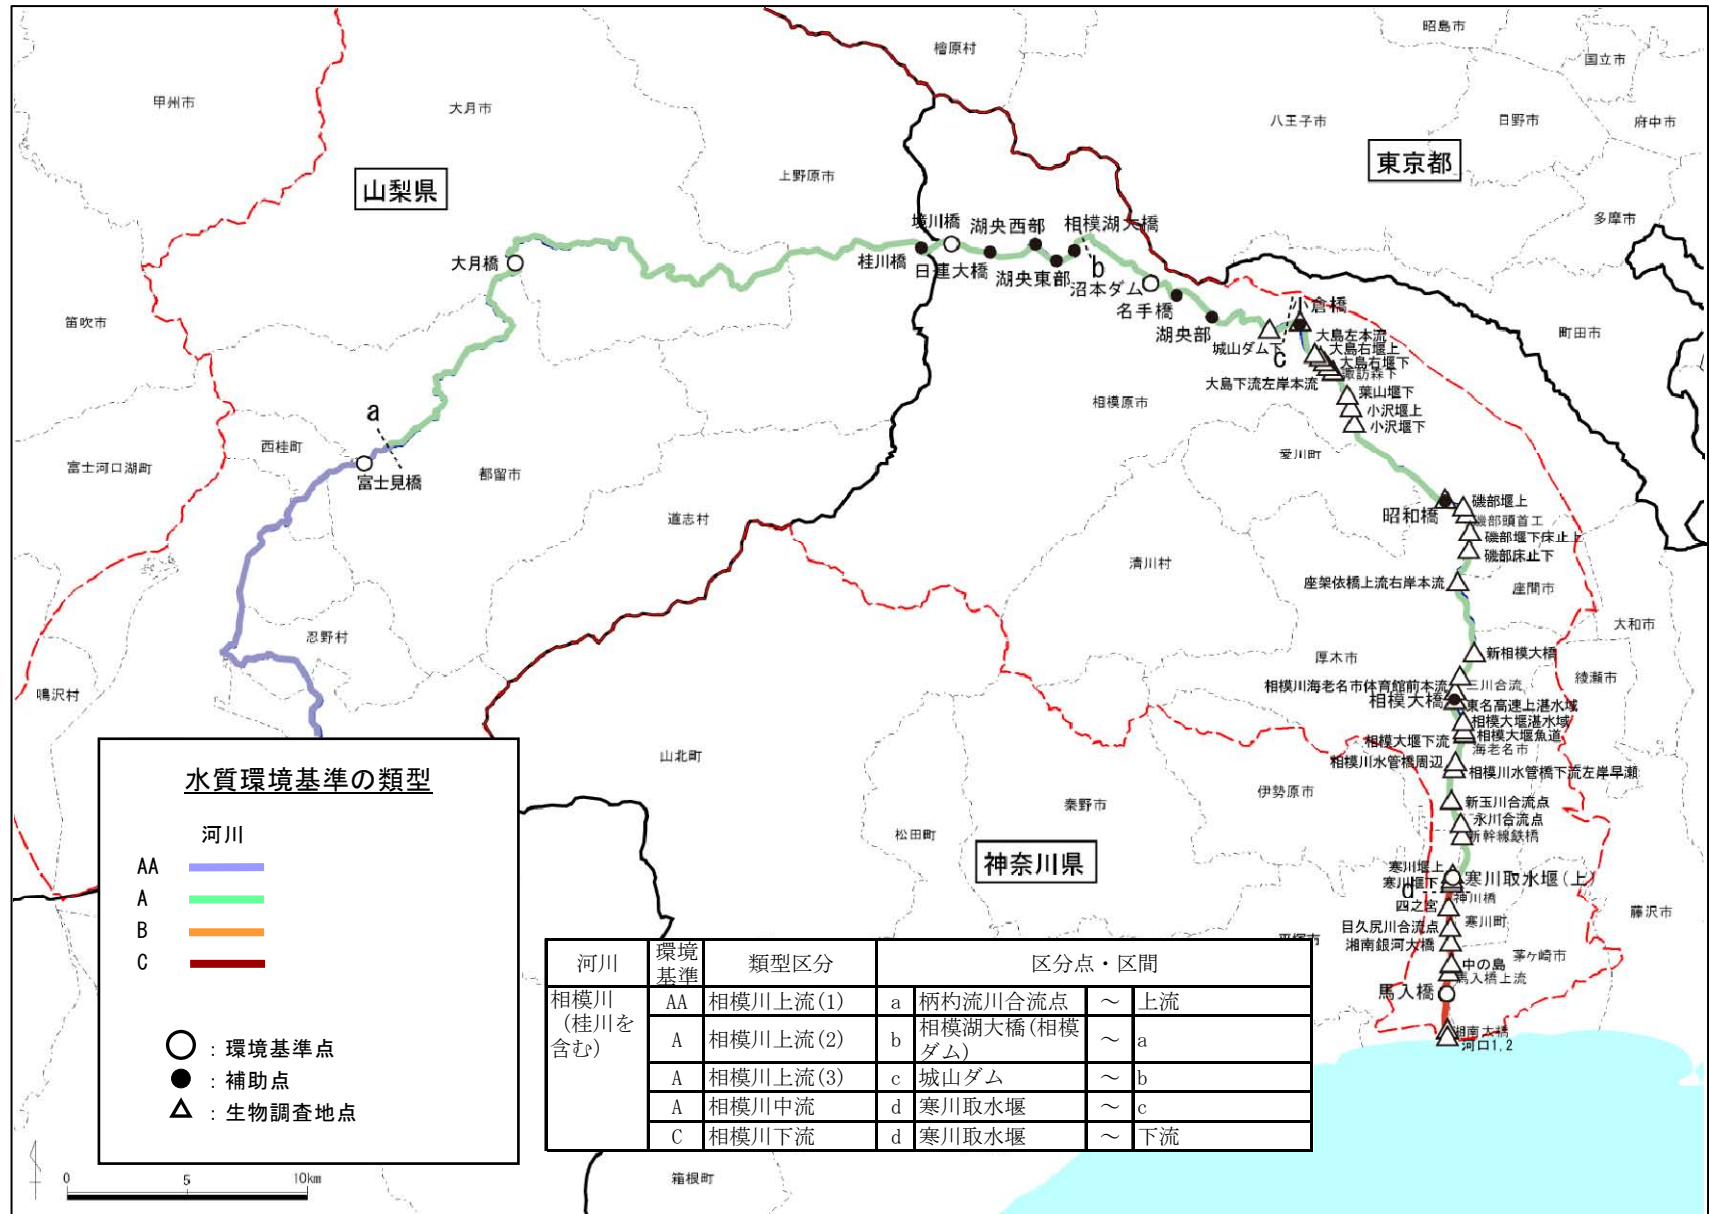 昭島市
檜原村
国立市
甲州市
大月市
八王子市
日野市
府中市
東京都
山梨県
上野原市
多摩市
境川橋
湖央西部
相模湖大橋
大月橋
桂川橋
日連大橋
湖央東部
b
沼本ダム
名手橋
小倉橋
笛吹市
湖央部
町田市
城山ダム下
c
大島左本流
大島右堰上
大島右堰下
諏訪森下
大島下流左岸本流
葉山堰下
相模原市
小沢堰上
小沢堰下
a
西桂町
愛川町
富士河口湖町
富士見橋
都留市
磯部堰上
昭和橋
磯部頭首工
道志村
磯部堰下床止上
磯部床止下
清川村
座架依橋上流右岸本流
座間市
忍野村
大和市
厚木市
新相模大橋
鳴沢村
相模川海老名市体育館前本流
三川合流
綾瀬市
相模大橋
東名高速上湛水域
相模大堰湛水域
相模大堰魚道
相模大堰下流
海老名市
山北町
相模川水管橋周辺
相模川水管橋下流左岸早瀬
伊勢原市
秦野市
新玉川合流点
松田町
永川合流点
新幹線鉄橋
神奈川県
寒川堰上
寒川堰下
寒川取水堰(上)
d
神川橋
四之宮
寒川町
藤沢市
目久尻川合流点
平塚市
湘南銀河大橋
茅ヶ崎市
中の島
馬入橋上流
馬入橋
湘南大橋
河口1,2
箱根町
水質環境基準の類型
河川
AA
A
B
C
：環境基準点
：補助点
：生物調査地点
0 5 10km
河川 環境基準 類型区分 区分点・区間
相模川（桂川を含む） AA 相模川上流(1) a 柄杓流川合流点 ～ 上流
A 相模川上流(2) b 相模湖大橋(相模ダム) ～ a
A 相模川上流(3) c 城山ダム ～ b
A 相模川中流 d 寒川取水堰 ～ c
C 相模川下流 d 寒川取水堰 ～ 下流